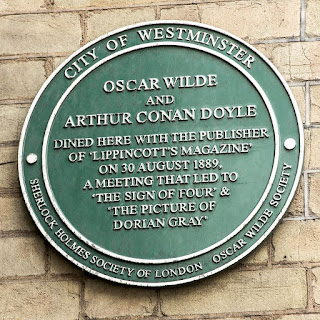 CITY OF WESTMINSTER
OSCAR WILDE
AND
ARTHUR CONAN DOYLE
DINED HERE WITH THE PUBLISHER
OF 'LIPPINCOTT'S MAGAZINE'
ON 30 AUGUST 1889.
A MEETING THAT LED TO
'THE SIGN OF FOUR' &
'THE PICTURE OF
DORIAN GRAY'
SHERLOCK HOLMES SOCIETY OF LONDON OSCAR WILDE SOCIETY